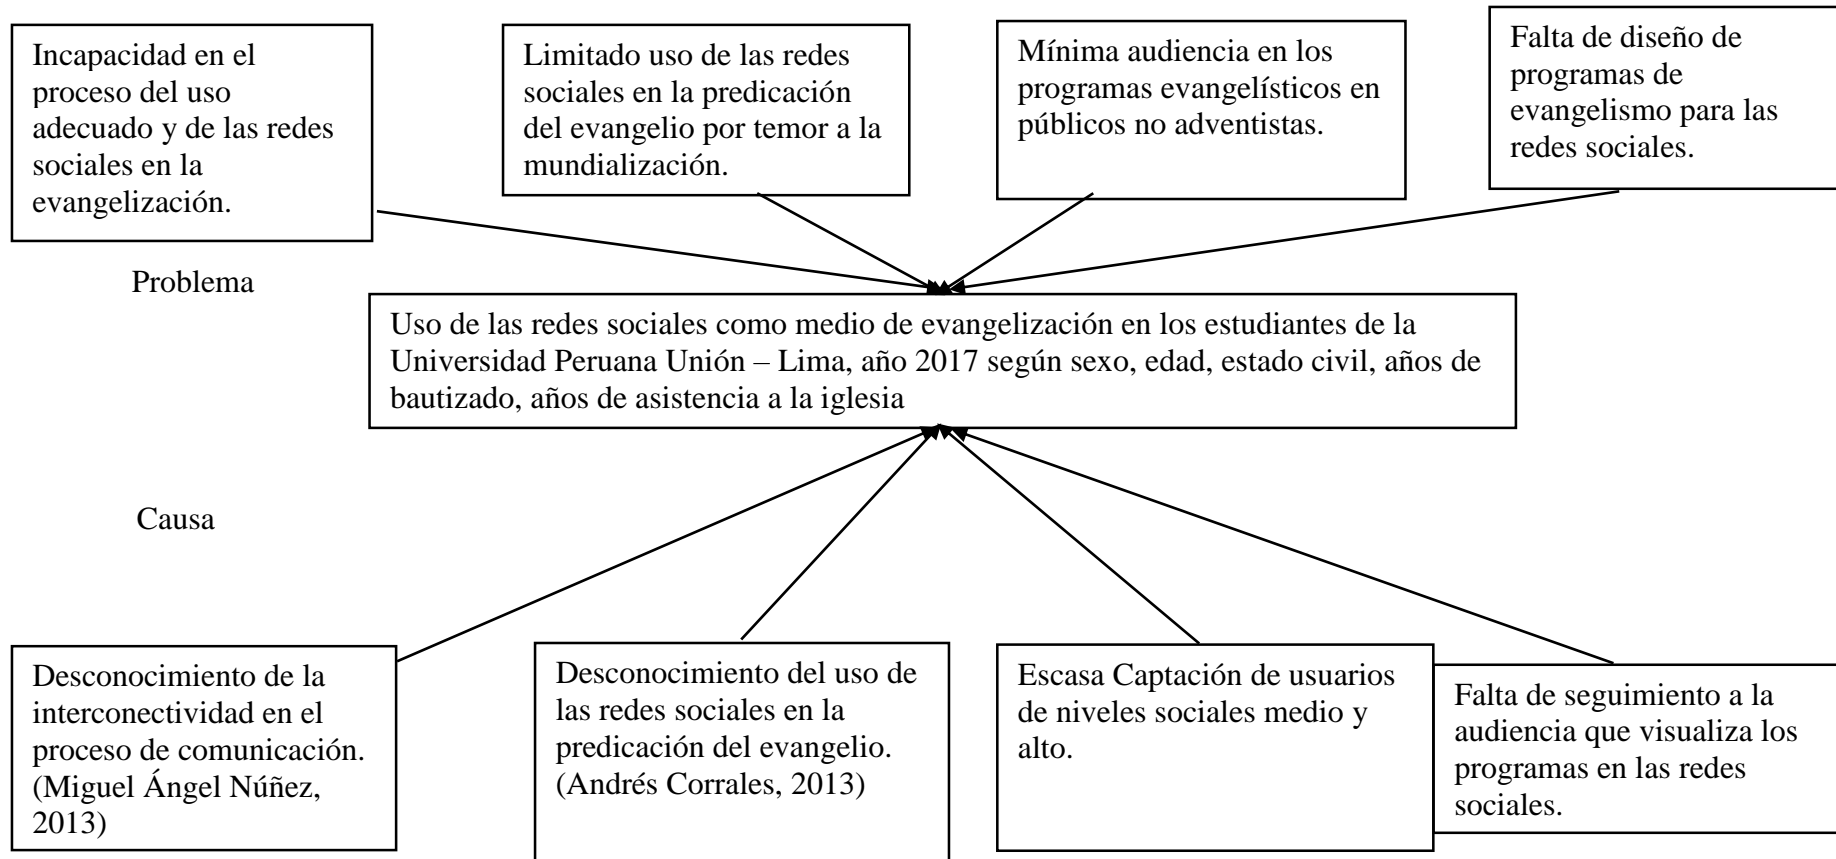 Incapacidad en el
proceso del uso
adecuado y de las redes
sociales en la
evangelización.
Limitado uso de las redes
sociales en la predicación
del evangelio por temor a la
mundialización.
Mínima audiencia en los
programas evangelísticos en
públicos no adventistas.
Falta de diseño de
programas de
evangelismo para las
redes sociales.
Problema
Uso de las redes sociales como medio de evangelización en los estudiantes de la
Universidad Peruana Unión – Lima, año 2017 según sexo, edad, estado civil, años de
bautizado, años de asistencia a la iglesia
Causa
Desconocimiento de la
interconectividad en el
proceso de comunicación.
(Miguel Ángel Núñez,
2013)
Desconocimiento del uso de
las redes sociales en la
predicación del evangelio.
(Andrés Corrales, 2013)
Escasa Captación de usuarios
de niveles sociales medio y
alto.
Falta de seguimiento a la
audiencia que visualiza los
programas en las redes
sociales.